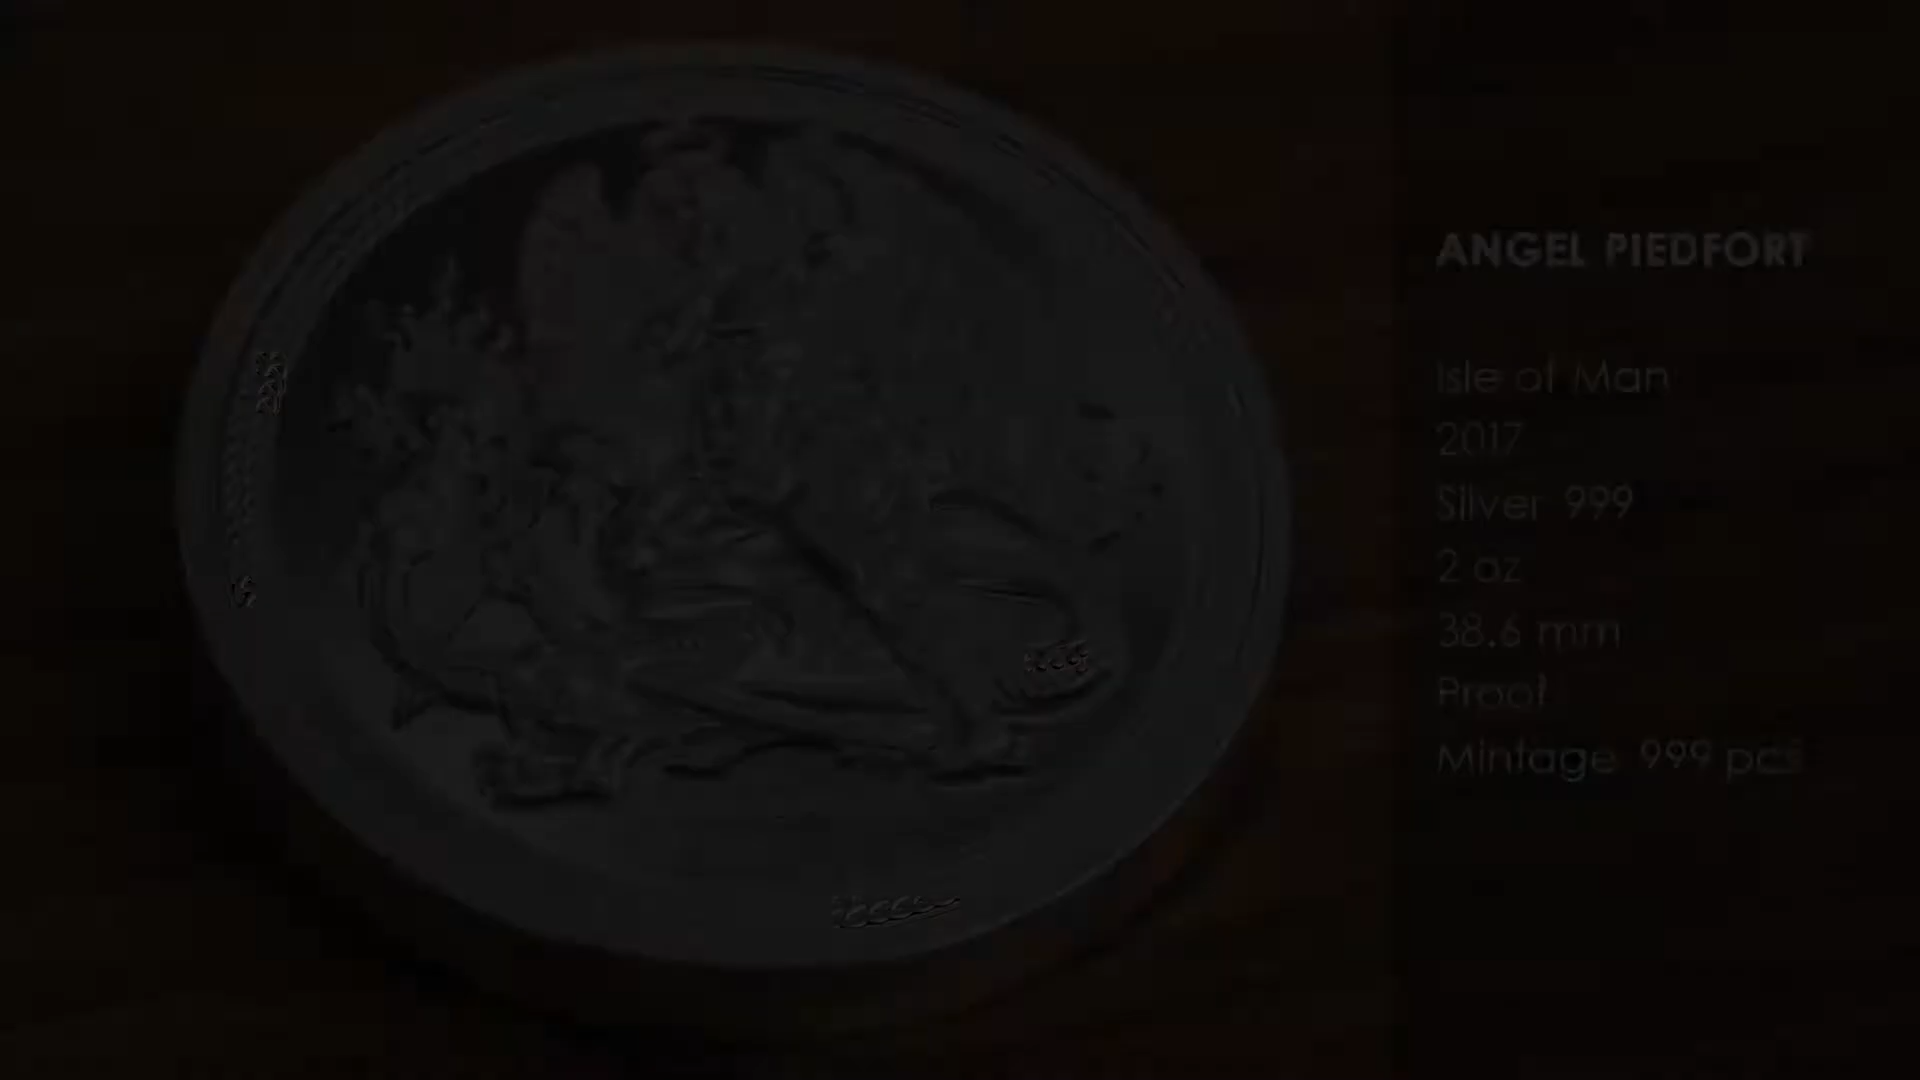 ANGEL PIEDFORT
Isle of Man
2017
Silver 999
2 oz
38.6 mm
Proof
Mintage 999 pcs